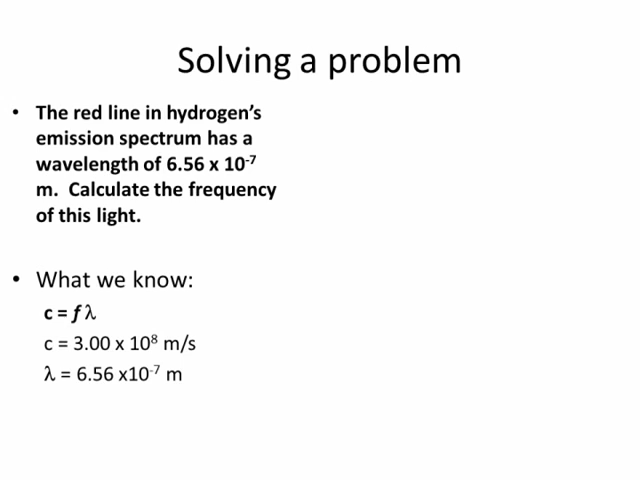 Solving a problem
• The red line in hydrogen's
emission spectrum has a
wavelength of 6.56 x 10⁻⁷
m.  Calculate the frequency
of this light.
• What we know:
c = f λ
c = 3.00 x 10⁸ m/s
λ = 6.56 x10⁻⁷ m